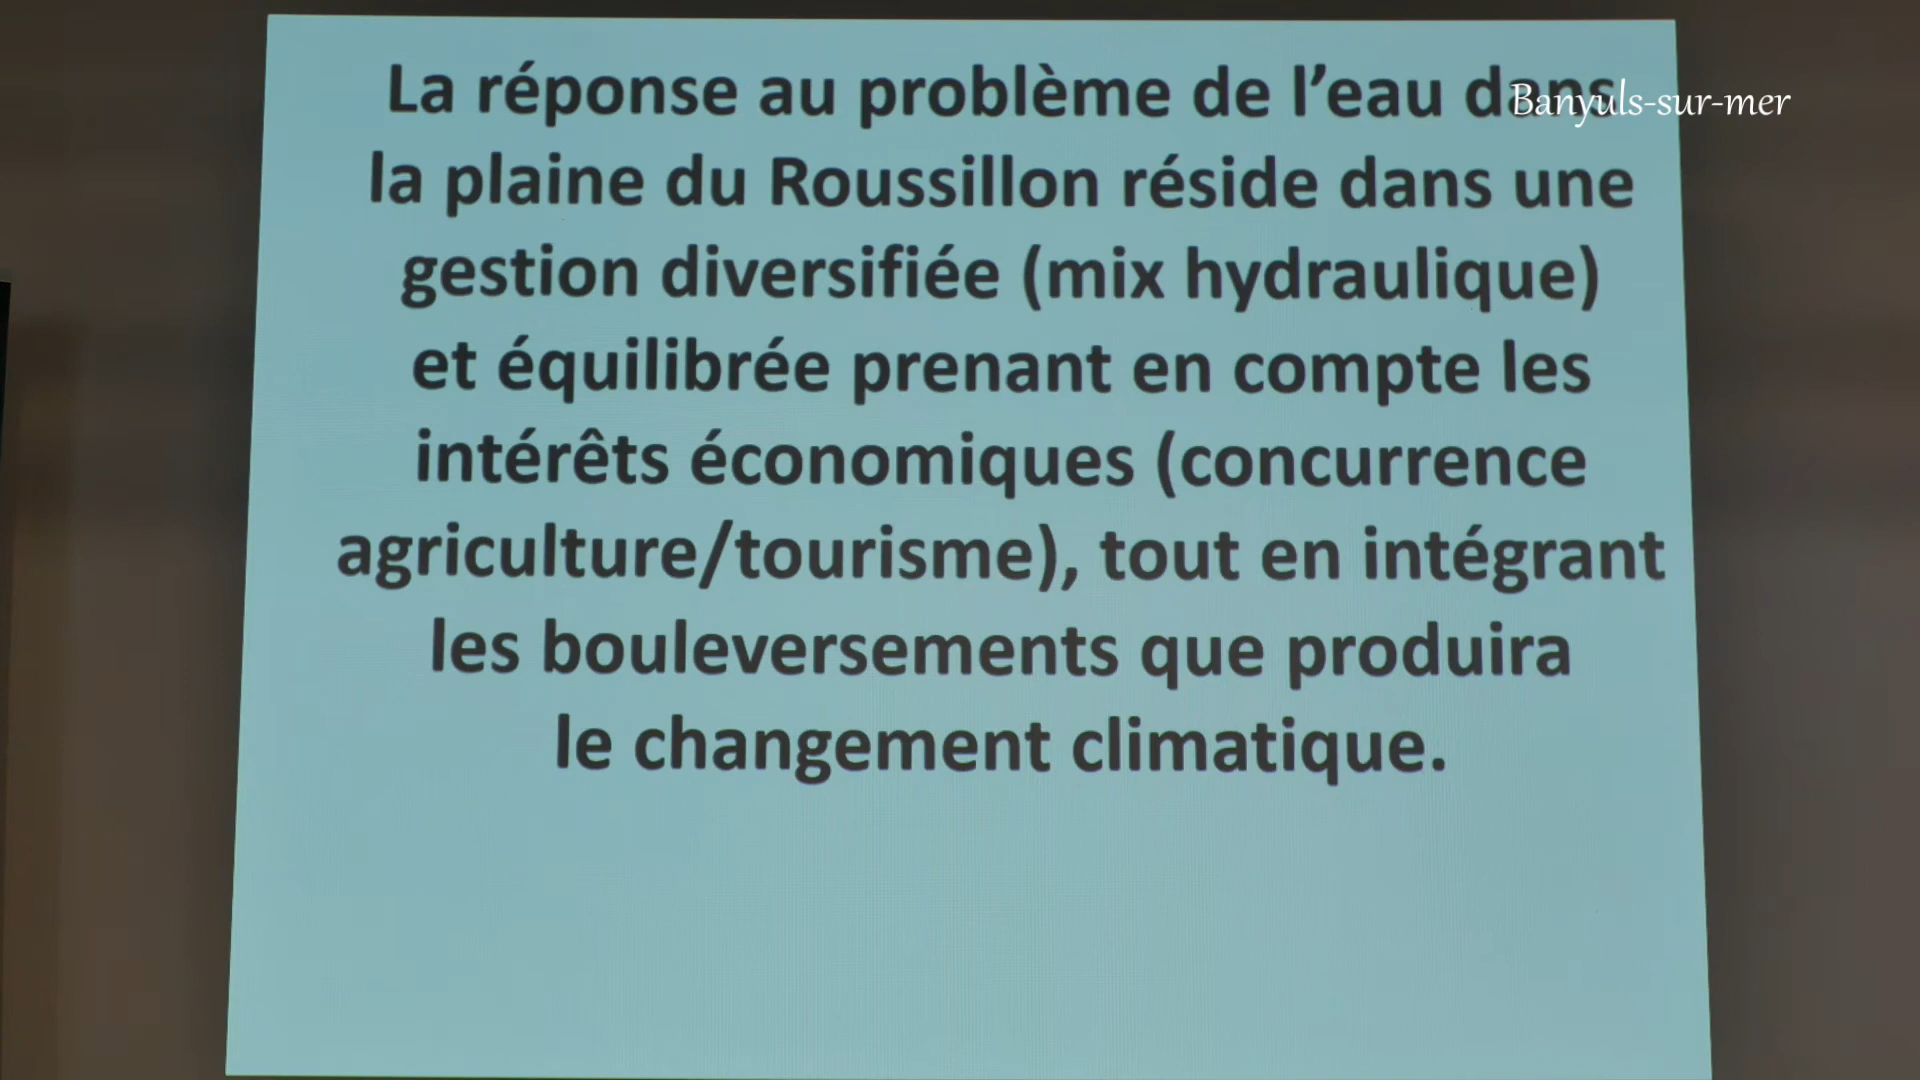 La réponse au problème de l’eau dans
Banyuls-sur-mer
la plaine du Roussillon réside dans une
gestion diversifiée (mix hydraulique)
et équilibrée prenant en compte les
intérêts économiques (concurrence
agriculture/tourisme), tout en intégrant
les bouleversements que produira
le changement climatique.